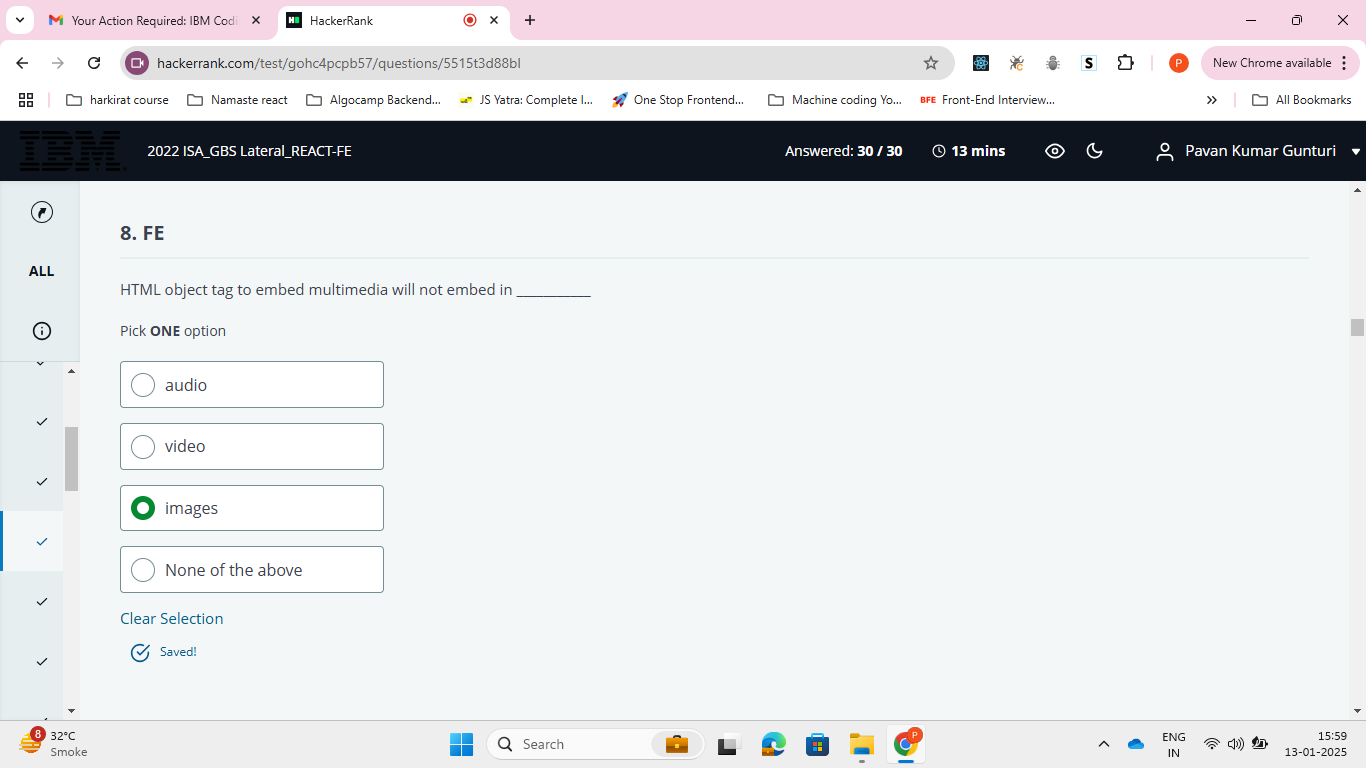 Your Action Required: IBM Codi
HackerRank
hackerrank.com/test/gohc4pcpb57/questions/5515t3d88bl
S
P
New Chrome available
harkirat course
Namaste react
Algocamp Backend...
JS Yatra: Complete I...
One Stop Frontend...
Machine coding Yo...
BFE Front-End Interview...
All Bookmarks
IBM
2022 ISA_GBS Lateral_REACT-FE
Answered: 30 / 30
13 mins
Pavan Kumar Gunturi
ALL
8. FE
HTML object tag to embed multimedia will not embed in ___________
Pick ONE option
audio
video
images
None of the above
Clear Selection
Saved!
8
32°C
Smoke
Search
P
ENG
IN
15:59
13-01-2025